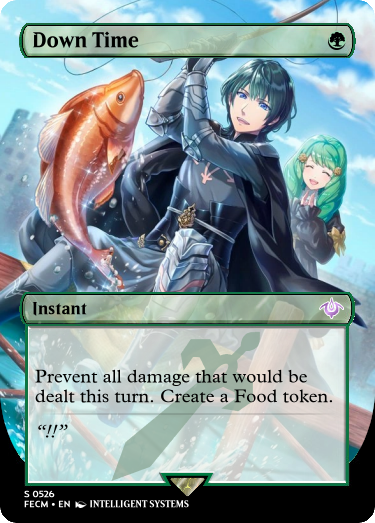 Down Time
Instant
Prevent all damage that would be
dealt this turn. Create a Food token.
“!!”
S 0526
FECM • EN INTELLIGENT SYSTEMS